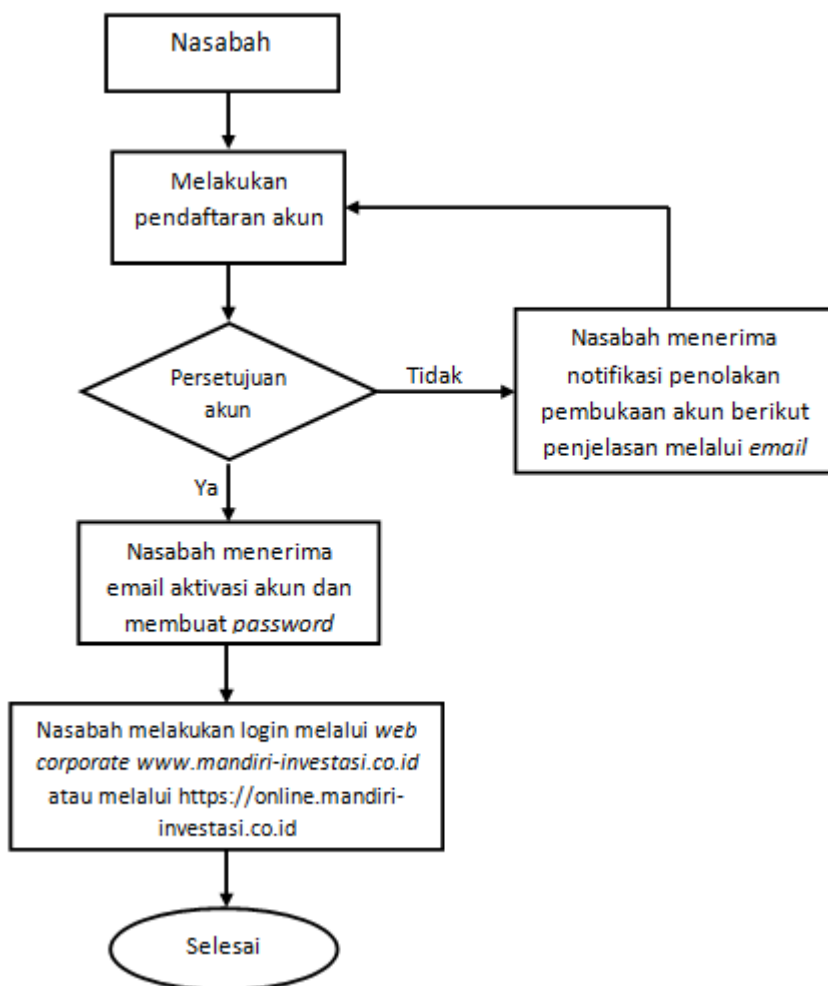 Nasabah
Melakukan
pendaftaran akun
Persetujuan
akun
Tidak
Nasabah menerima
notifikasi penolakan
pembukaan akun berikut
penjelasan melalui email
Ya
Nasabah menerima
email aktivasi akun dan
membuat password
Nasabah melakukan login melalui web
corporate www.mandiri-investasi.co.id
atau melalui https://online.mandiri-
investasi.co.id
Selesai